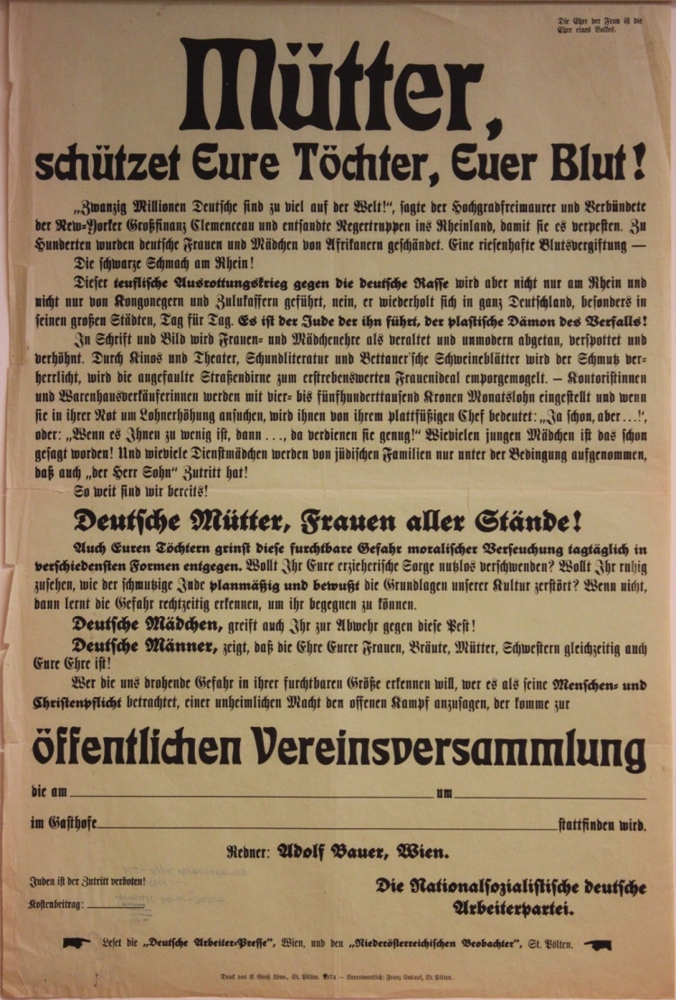 Die Ehre der Frau ist die
Ehre eines Volkes.
Mütter,
schützet Eure Töchter, Euer Blut!
„Zwanzig Millionen Deutsche sind zu viel auf der Welt!“, sagte der Hochgradfreimaurer und Verbündete
der New-Yorker Großfinanz Clemenceau und entsandte Negertruppen ins Rheinland, damit sie es verpesten. Zu
Hunderten wurden deutsche Frauen und Mädchen von Afrikanern geschändet. Eine riesenhafte Blutsvergiftung —
Die schwarze Schmach am Rhein!
Dieser teuflische Ausrottungskrieg gegen die deutsche Rasse wird aber nicht nur am Rhein und
nicht nur von Kongonegern und Zulukaffern geführt, nein, er wiederholt sich in ganz Deutschland, besonders in
seinen großen Städten, Tag für Tag. Es ist der Jude der ihn führt, der plastische Dämon des Verfalls!
In Schrift und Bild wird Frauen- und Mädchenehre als veraltet und unmodern abgetan, verspottet und
verhöhnt. Durch Kinos und Theater, Schundliteratur und Bettauer'sche Schweineblätter wird der Schmutz ver-
herrlicht, wird die angefaulte Straßendirne zum erstrebenswerten Frauenideal emporgemogelt. — Kontoristinnen
und Warenhausverkäuferinnen werden mit vier- bis fünfhunderttausend Kronen Monatslohn eingestellt und wenn
sie in ihrer Not um Lohnerhöhung ansuchen, wird ihnen von ihrem plattfüßigen Chef bedeutet: „Ja schon, aber ...!“,
oder: „Wenn es Ihnen zu wenig ist, dann ..., da verdienen sie genug!“ Wievielen jungen Mädchen ist das schon
gesagt worden! Und wieviele Dienstmädchen werden von jüdischen Familien nur unter der Bedingung aufgenommen,
daß auch „der Herr Sohn“ Zutritt hat!
So weit sind wir bereits!
Deutsche Mütter, Frauen aller Stände!
Auch Euren Töchtern grinst diese furchtbare Gefahr moralischer Verseuchung tagtäglich in
verschiedensten Formen entgegen. Wollt Ihr Eure erzieherische Sorge nutzlos verschwenden? Wollt Ihr ruhig
zusehen, wie der schmutzige Jude planmäßig und bewußt die Grundlagen unserer Kultur zerstört? Wenn nicht,
dann lernt die Gefahr rechtzeitig erkennen, um ihr begegnen zu können.
Deutsche Mädchen, greift auch Ihr zur Abwehr gegen diese Pest!
Deutsche Männer, zeigt, daß die Ehre Eurer Frauen, Bräute, Mütter, Schwestern gleichzeitig auch
Eure Ehre ist!
Wer die uns drohende Gefahr in ihrer furchtbaren Größe erkennen will, wer es als seine Menschen- und
Christenpflicht betrachtet, einer unheimlichen Macht den offenen Kampf anzusagen, der komme zur
öffentlichen Vereinsversammlung
die am um
im Gasthofe stattfinden wird.
Redner: Adolf Bauer, Wien.
Juden ist der Zutritt verboten!
Kostenbeitrag:
Die Nationalsozialistische deutsche
Arbeiterpartei.
Leset die „Deutsche Arbeiter-Presse“, Wien, und den „Niederösterreichischen Beobachter“, St. Pölten.
Druk von K. Groß Wwe., St. Pölten. — Verantwortlich: Franz Umlauf, St. Pölten.